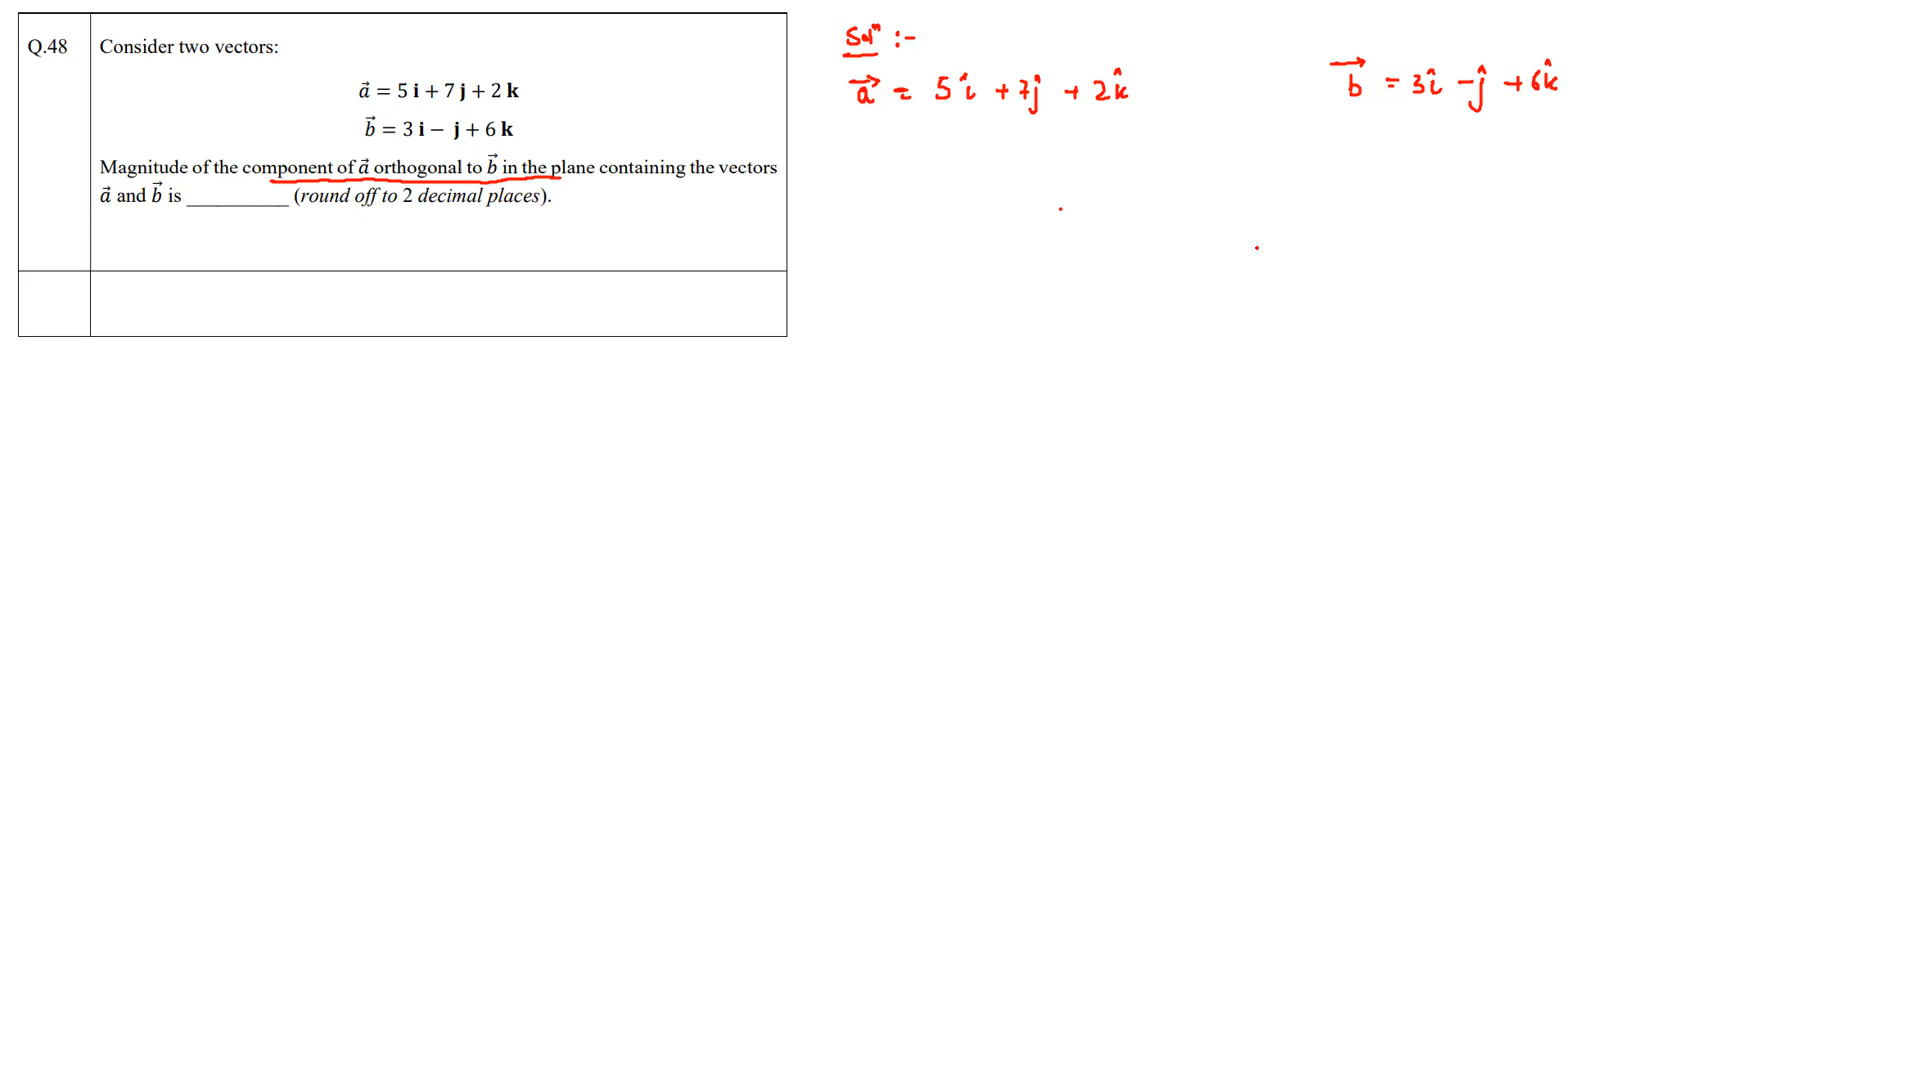 Q.48 Consider two vectors:
a⃗ = 5 i + 7 j + 2 k
b⃗ = 3 i − j + 6 k
Magnitude of the component of a⃗ orthogonal to b⃗ in the plane containing the vectors
a⃗ and b⃗ is __________ (round off to 2 decimal places).
Solⁿ :-
a⃗ = 5î + 7ĵ + 2k̂
b⃗ = 3î - ĵ + 6k̂